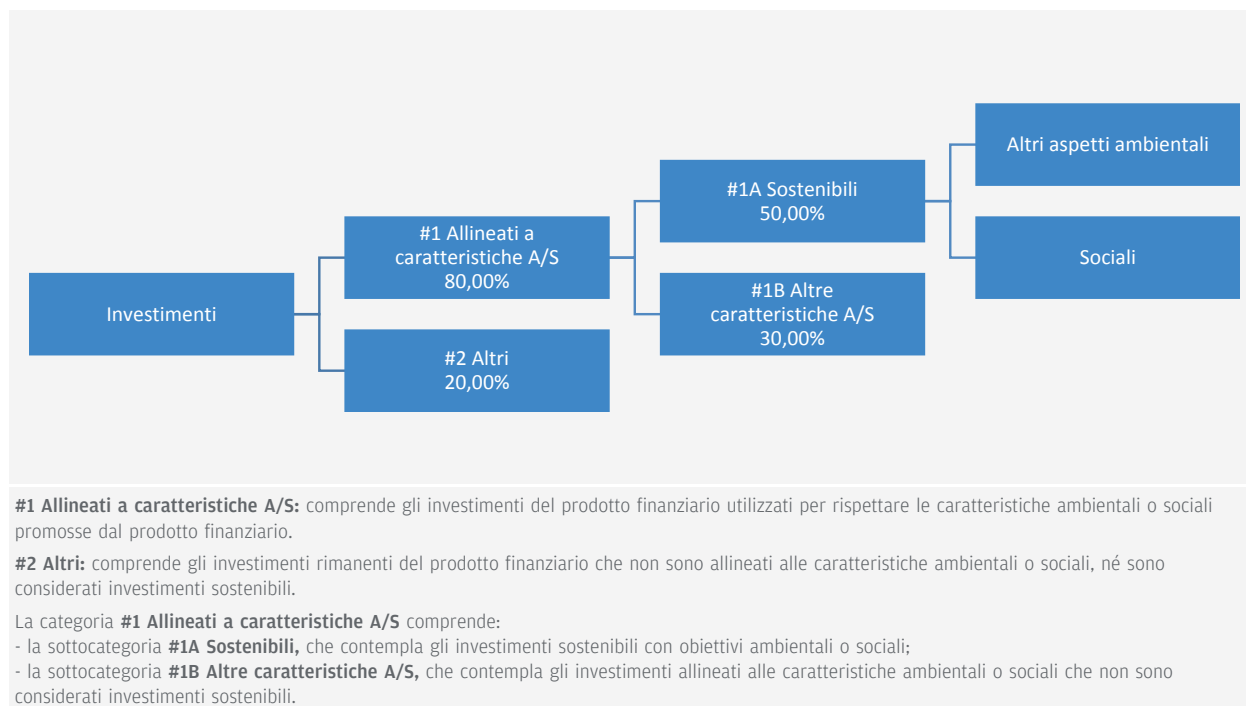 Investimenti
#1 Allineati a
caratteristiche A/S
80,00%
#2 Altri
20,00%
#1A Sostenibili
50,00%
#1B Altre
caratteristiche A/S
30,00%
Altri aspetti ambientali
Sociali
#1 Allineati a caratteristiche A/S: comprende gli investimenti del prodotto finanziario utilizzati per rispettare le caratteristiche ambientali o sociali
promosse dal prodotto finanziario.
#2 Altri: comprende gli investimenti rimanenti del prodotto finanziario che non sono allineati alle caratteristiche ambientali o sociali, né sono
considerati investimenti sostenibili.
La categoria #1 Allineati a caratteristiche A/S comprende:
- la sottocategoria #1A Sostenibili, che contempla gli investimenti sostenibili con obiettivi ambientali o sociali;
- la sottocategoria #1B Altre caratteristiche A/S, che contempla gli investimenti allineati alle caratteristiche ambientali o sociali che non sono
considerati investimenti sostenibili.